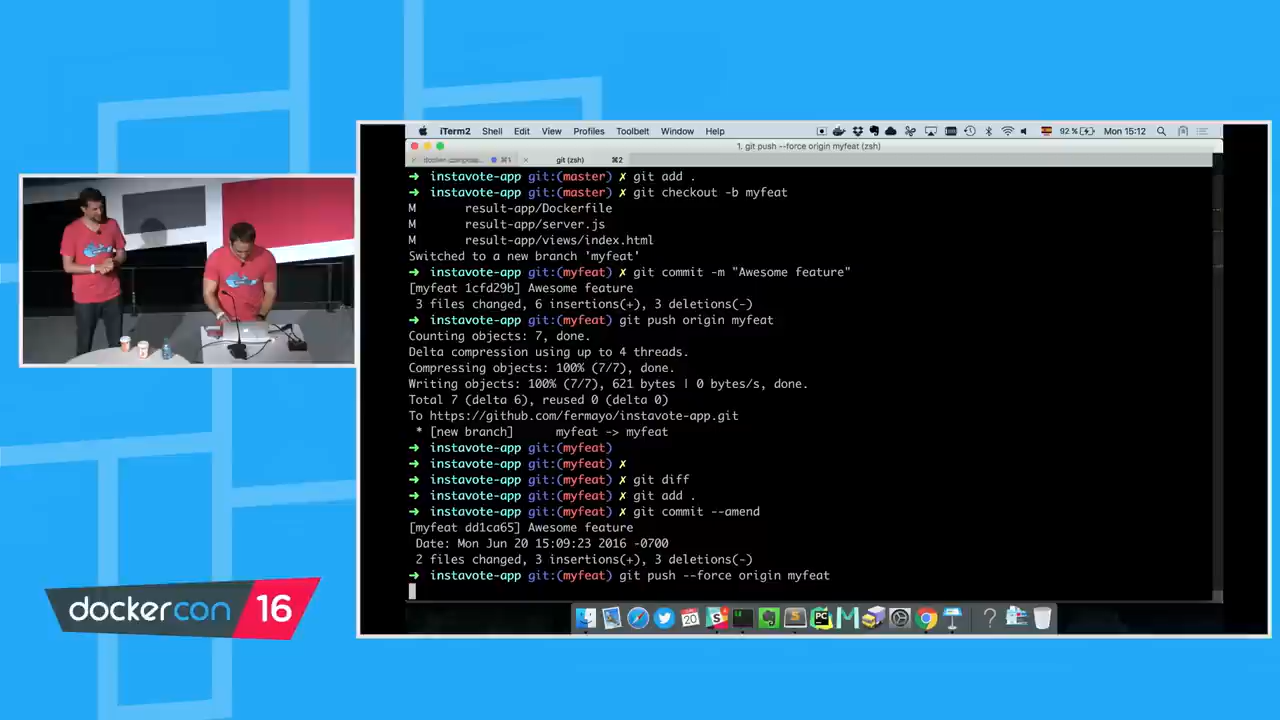 iTerm2 Shell Edit View Profiles Toolbelt Window Help 92 % Mon 15:12
1. git push --force origin myfeat (zsh)
× docker-compose... ⌘1 × git (zsh) ⌘2
➜ instavote-app git:(master) ✗ git add .
➜ instavote-app git:(master) ✗ git checkout -b myfeat
M result-app/Dockerfile
M result-app/server.js
M result-app/views/index.html
Switched to a new branch 'myfeat'
➜ instavote-app git:(myfeat) ✗ git commit -m "Awesome feature"
[myfeat 1cfd29b] Awesome feature
3 files changed, 6 insertions(+), 3 deletions(-)
➜ instavote-app git:(myfeat) git push origin myfeat
Counting objects: 7, done.
Delta compression using up to 4 threads.
Compressing objects: 100% (7/7), done.
Writing objects: 100% (7/7), 621 bytes | 0 bytes/s, done.
Total 7 (delta 6), reused 0 (delta 0)
To https://github.com/fermayo/instavote-app.git
* [new branch] myfeat -> myfeat
➜ instavote-app git:(myfeat)
➜ instavote-app git:(myfeat) ✗
➜ instavote-app git:(myfeat) ✗ git diff
➜ instavote-app git:(myfeat) ✗ git add .
➜ instavote-app git:(myfeat) ✗ git commit --amend
[myfeat dd1ca65] Awesome feature
Date: Mon Jun 20 15:09:23 2016 -0700
2 files changed, 3 insertions(+), 3 deletions(-)
➜ instavote-app git:(myfeat) git push --force origin myfeat
dockercon 16
20